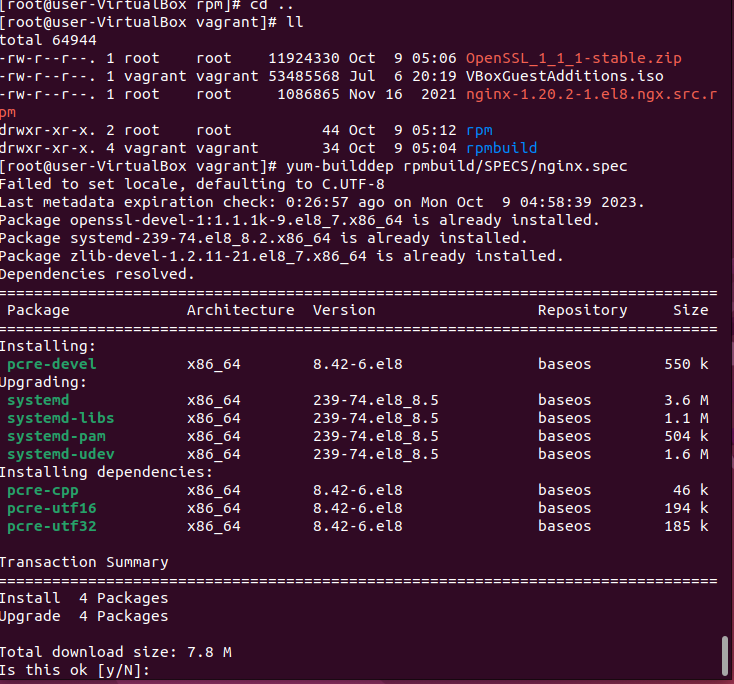 [root@user-VirtualBox rpm]# cd ..
[root@user-VirtualBox vagrant]# ll
total 64944
-rw-r--r--. 1 root    root    11924330 Oct  9 05:06 OpenSSL_1_1_1-stable.zip
-rw-r--r--. 1 vagrant vagrant 53485568 Jul  6 20:19 VBoxGuestAdditions.iso
-rw-r--r--. 1 root    root     1086865 Nov 16  2021 nginx-1.20.2-1.el8.ngx.src.r
pm
drwxr-xr-x. 2 root    root          44 Oct  9 05:12 rpm
drwxr-xr-x. 4 vagrant vagrant       34 Oct  9 05:04 rpmbuild
[root@user-VirtualBox vagrant]# yum-builddep rpmbuild/SPECS/nginx.spec
Failed to set locale, defaulting to C.UTF-8
Last metadata expiration check: 0:26:57 ago on Mon Oct  9 04:58:39 2023.
Package openssl-devel-1:1.1.1k-9.el8_7.x86_64 is already installed.
Package systemd-239-74.el8_8.2.x86_64 is already installed.
Package zlib-devel-1.2.11-21.el8_7.x86_64 is already installed.
Dependencies resolved.
================================================================================
 Package             Architecture  Version                  Repository     Size
================================================================================
Installing:
 pcre-devel          x86_64        8.42-6.el8               baseos        550 k
Upgrading:
 systemd             x86_64        239-74.el8_8.5           baseos        3.6 M
 systemd-libs        x86_64        239-74.el8_8.5           baseos        1.1 M
 systemd-pam         x86_64        239-74.el8_8.5           baseos        504 k
 systemd-udev        x86_64        239-74.el8_8.5           baseos        1.6 M
Installing dependencies:
 pcre-cpp            x86_64        8.42-6.el8               baseos         46 k
 pcre-utf16          x86_64        8.42-6.el8               baseos        194 k
 pcre-utf32          x86_64        8.42-6.el8               baseos        185 k
Transaction Summary
================================================================================
Install  4 Packages
Upgrade  4 Packages
Total download size: 7.8 M
Is this ok [y/N]: